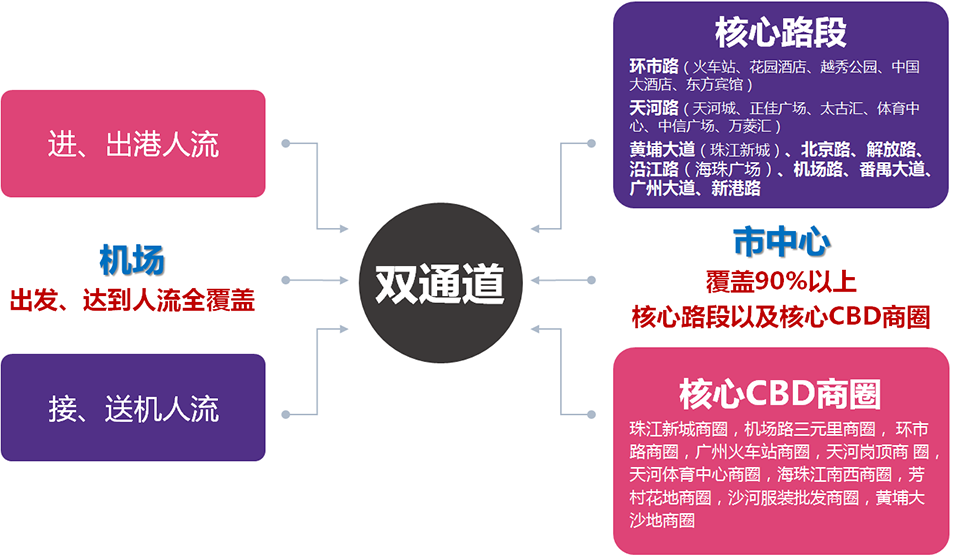 进、出港人流
机场
出发、达到人流全覆盖
接、送机人流
双通道
核心路段
环市路（火车站、花园酒店、越秀公园、中国
大酒店、东方宾馆）
天河路（天河城、正佳广场、太古汇、体育中
心、中信广场、万菱汇）
黄埔大道（珠江新城）、北京路、解放路、
沿江路（海珠广场）、机场路、番禺大道、
广州大道、新港路
市中心
覆盖90%以上
核心路段以及核心CBD商圈
核心CBD商圈
珠江新城商圈，机场路三元里商圈， 环市
路商圈，广州火车站商圈，天河岗顶商 圈，
天河体育中心商圈，海珠江南西商圈，芳
村花地商圈，沙河服装批发商圈，黄埔大
沙地商圈